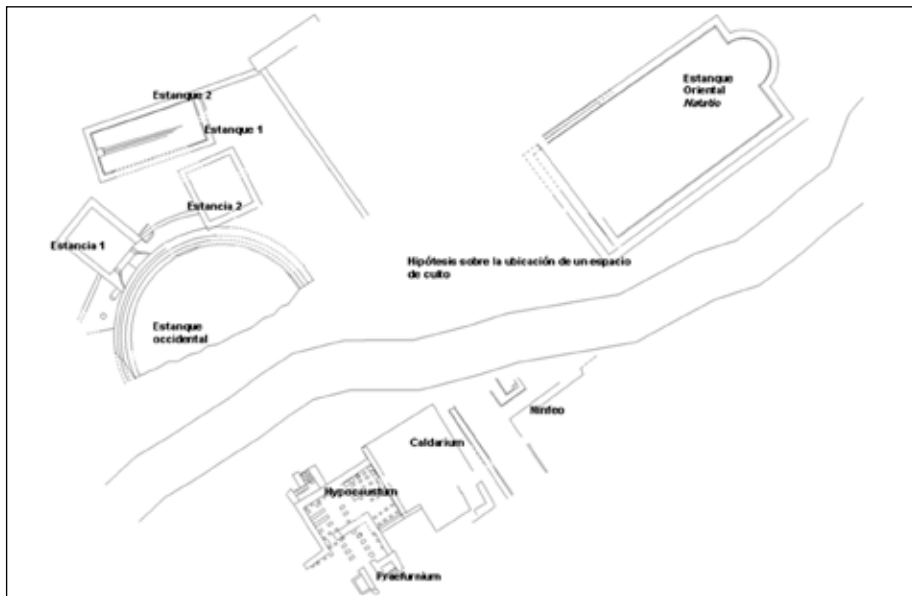 Estanque 2
Estanque 1
Estanque
Oriental
Natatio
Estancia 2
Estancia 1
Hipótesis sobre la ubicación de un espacio
de culto
Estanque
occidental
Ninfeo
Caldarium
Hypocaustum
Praefurnium